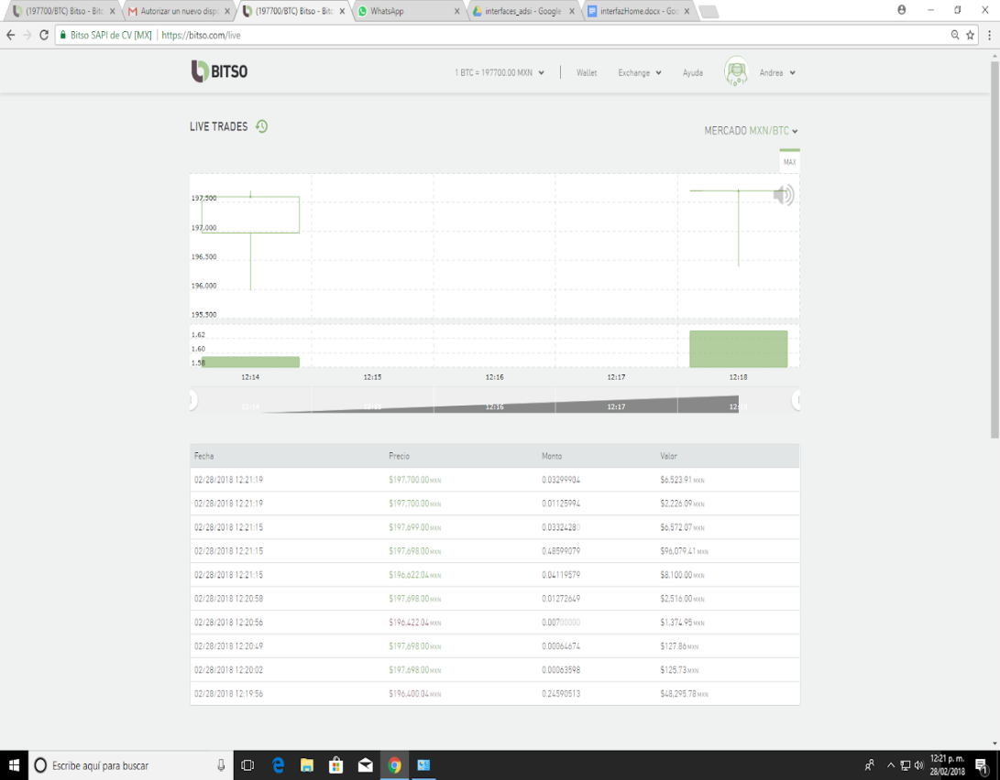 (197700/BTC) Bitso - Bitc
Autorizar un nuevo dispo
(197700/BTC) Bitso - Bitc
WhatsApp
interfaces_adsi - Google
interfazHome.docx - Goo
Bitso SAPI de CV [MX] | https://bitso.com/live
BITSO
1 BTC = 197700.00 MXN
Wallet
Exchange
Ayuda
Andrea
LIVE TRADES
MERCADO MXN/BTC
MAX
197,500
197,000
196,500
196,000
195,500
1.62
1.60
1.58
12:14 12:15 12:16 12:17 12:18
12:14 12:15 12:16 12:17
Fecha Precio Monto Valor
02/28/2018 12:21:19 $197,700.00 MXN 0.03299904 $6,523.91 MXN
02/28/2018 12:21:19 $197,700.00 MXN 0.01125994 $2,226.09 MXN
02/28/2018 12:21:15 $197,699.00 MXN 0.03324280 $6,572.07 MXN
02/28/2018 12:21:15 $197,698.00 MXN 0.48599079 $96,079.41 MXN
02/28/2018 12:21:15 $196,622.04 MXN 0.04119579 $8,100.00 MXN
02/28/2018 12:20:58 $197,698.00 MXN 0.01272649 $2,516.00 MXN
02/28/2018 12:20:56 $196,422.04 MXN 0.00700000 $1,374.95 MXN
02/28/2018 12:20:49 $197,698.00 MXN 0.00064674 $127.86 MXN
02/28/2018 12:20:02 $197,698.00 MXN 0.00063598 $125.73 MXN
02/28/2018 12:19:56 $196,400.04 MXN 0.24590513 $48,295.78 MXN
Escribe aquí para buscar
12:21 p. m.
28/02/2018
1